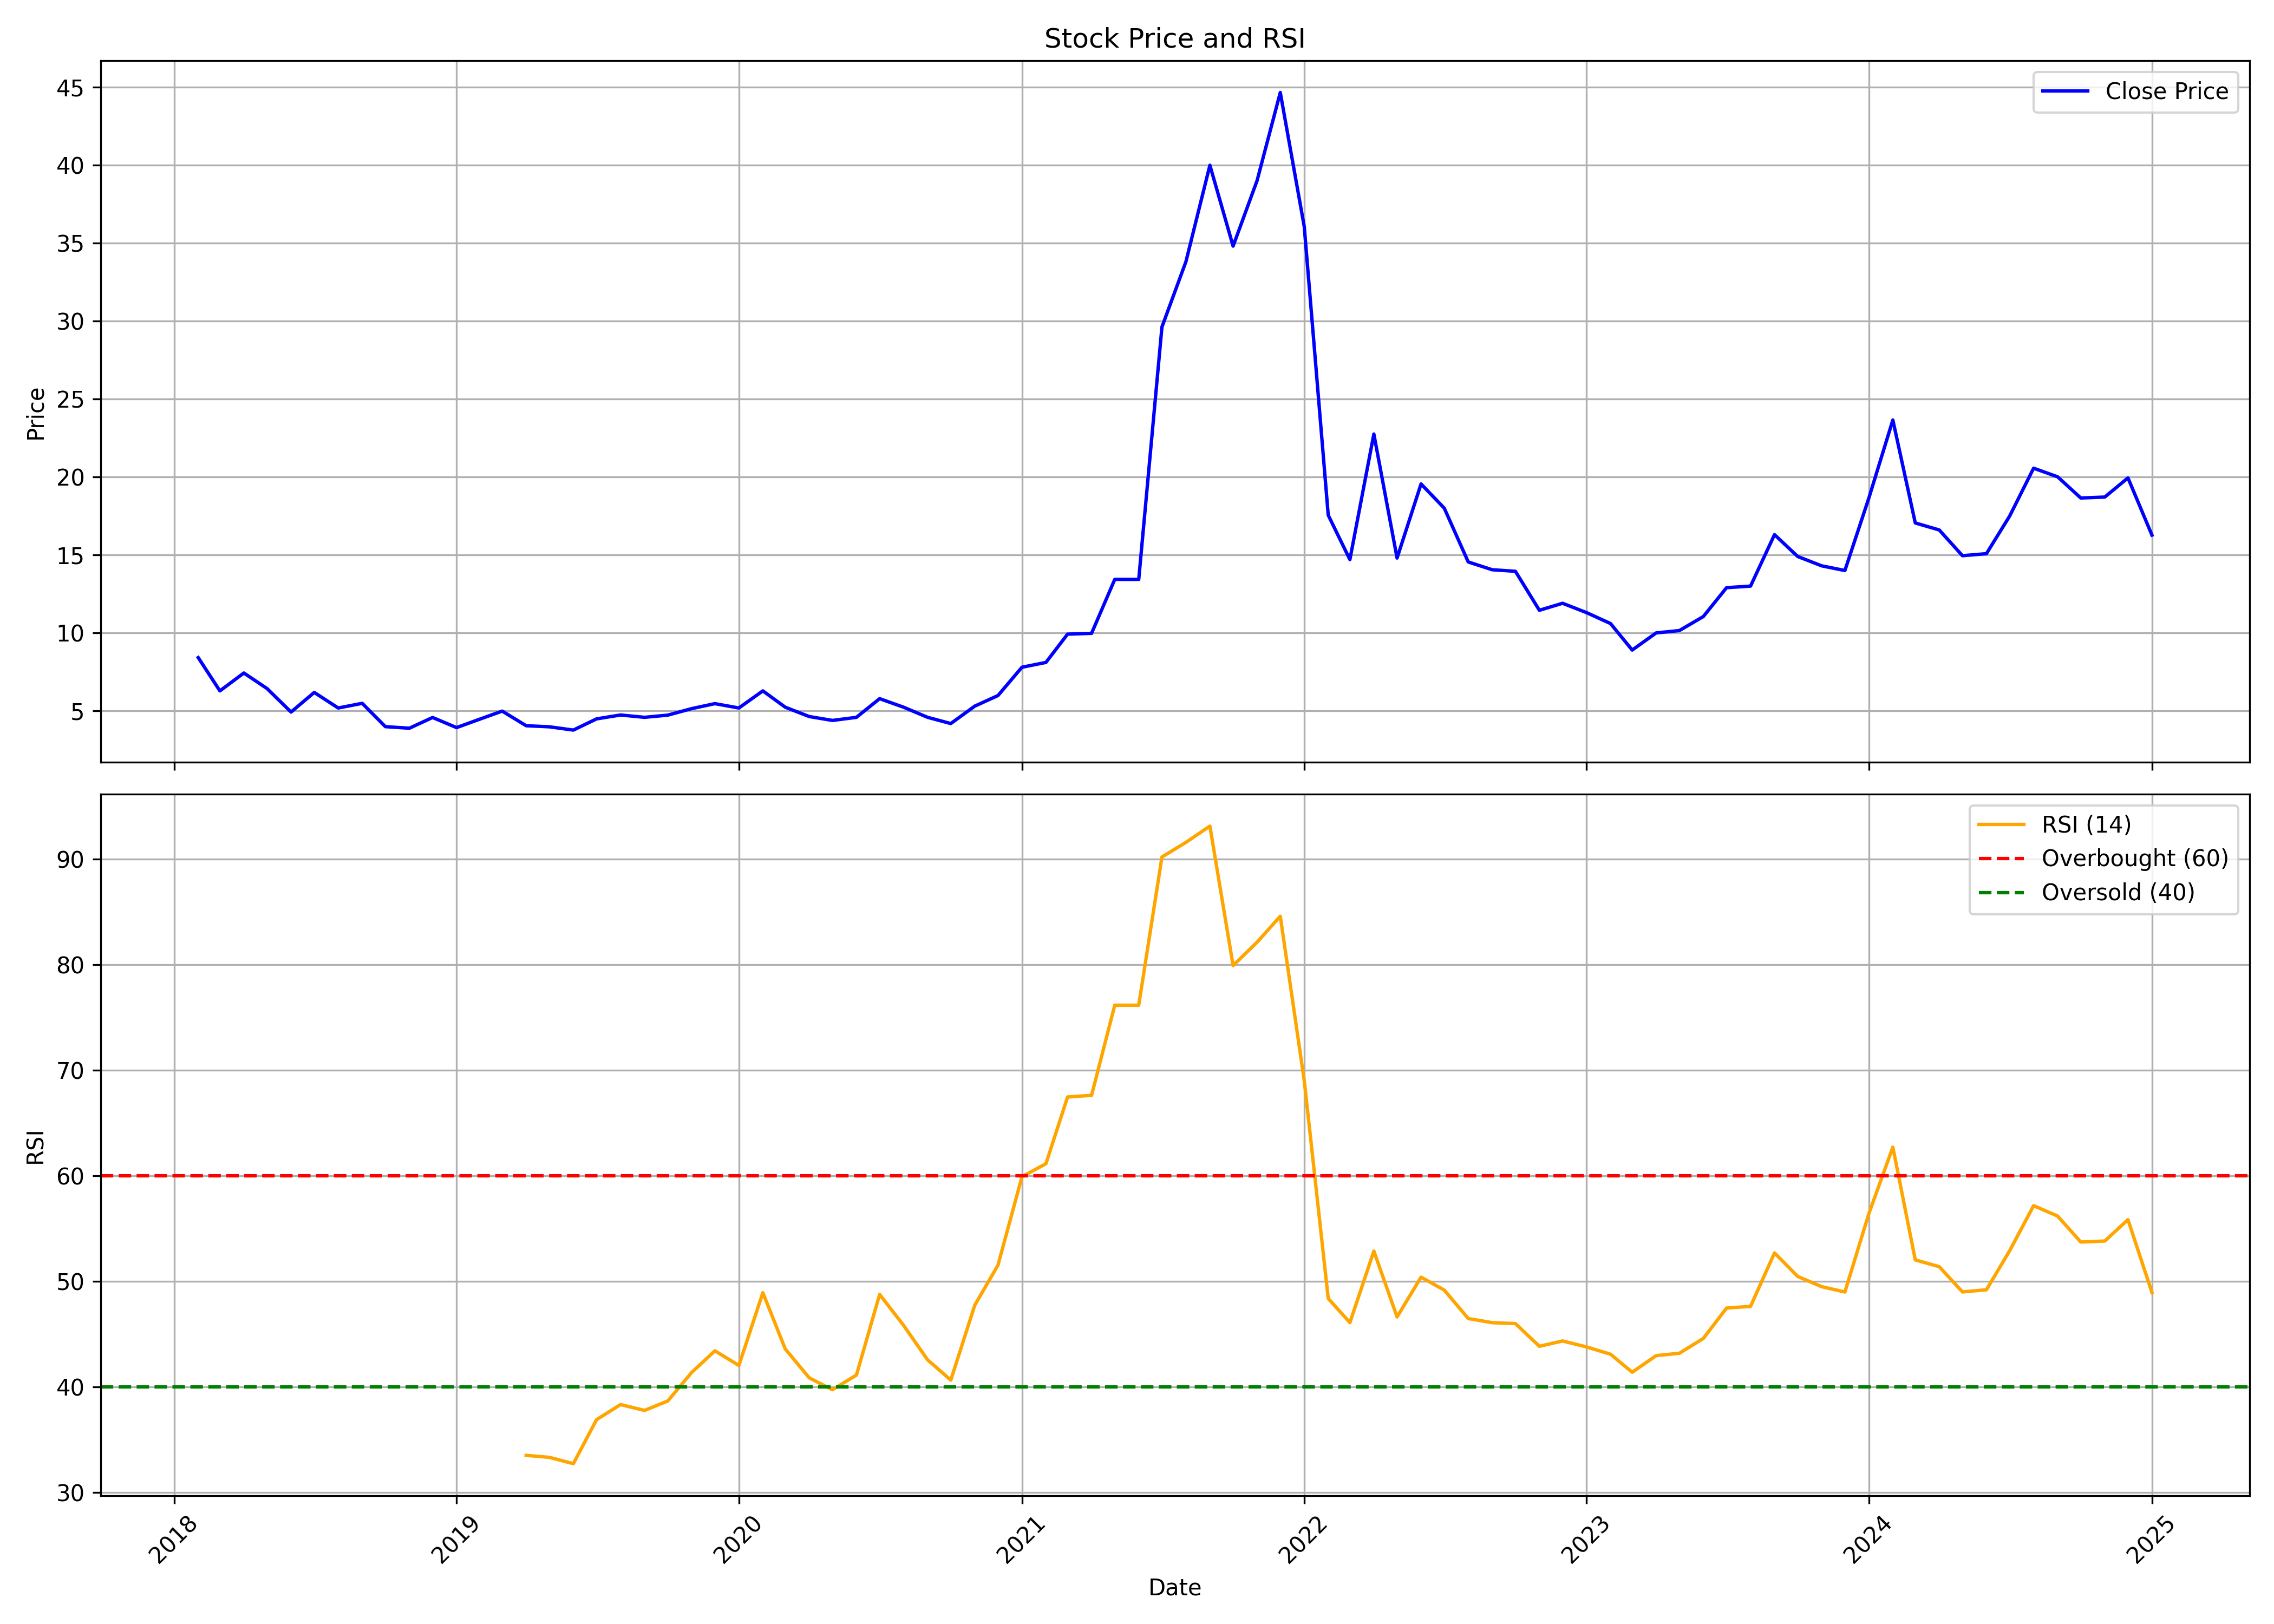 Stock Price and RSI
Close Price
45
40
35
30
25
20
15
10
5
Price
RSI (14)
Overbought (60)
Oversold (40)
90
80
70
60
50
40
30
RSI
2018 2019 2020 2021 2022 2023 2024 2025
Date